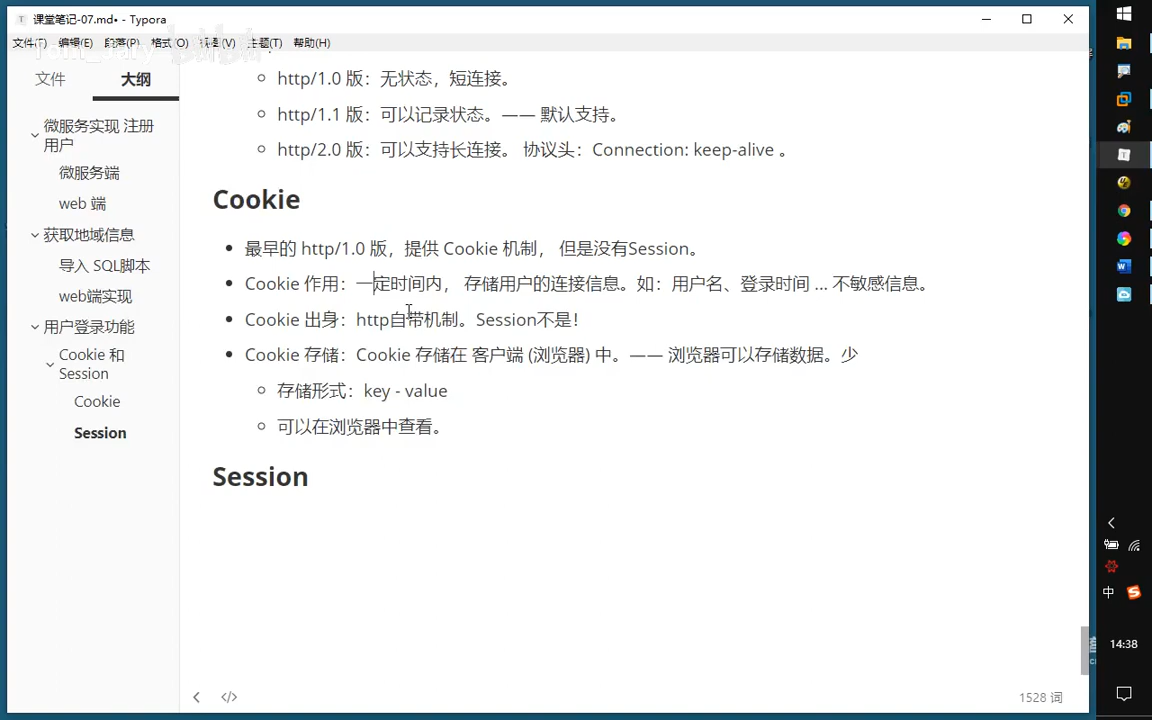 课堂笔记-07.md• - Typora
文件(F) 编辑(E) 段落(P) 格式(O) 视图(V) 主题(T) 帮助(H)
文件 大纲
微服务实现 注册
用户
微服务端
web 端
获取地域信息
导入 SQL脚本
web端实现
用户登录功能
Cookie 和
Session
Cookie
Session
http/1.0 版：无状态，短连接。
http/1.1 版：可以记录状态。—— 默认支持。
http/2.0 版：可以支持长连接。 协议头：Connection: keep-alive 。
Cookie
最早的 http/1.0 版，提供 Cookie 机制， 但是没有Session。
Cookie 作用：一定时间内， 存储用户的连接信息。如：用户名、登录时间 ... 不敏感信息。
Cookie 出身：http自带机制。Session不是！
Cookie 存储：Cookie 存储在 客户端 (浏览器) 中。—— 浏览器可以存储数据。少
存储形式：key - value
可以在浏览器中查看。
Session
1528 词
中
14:38